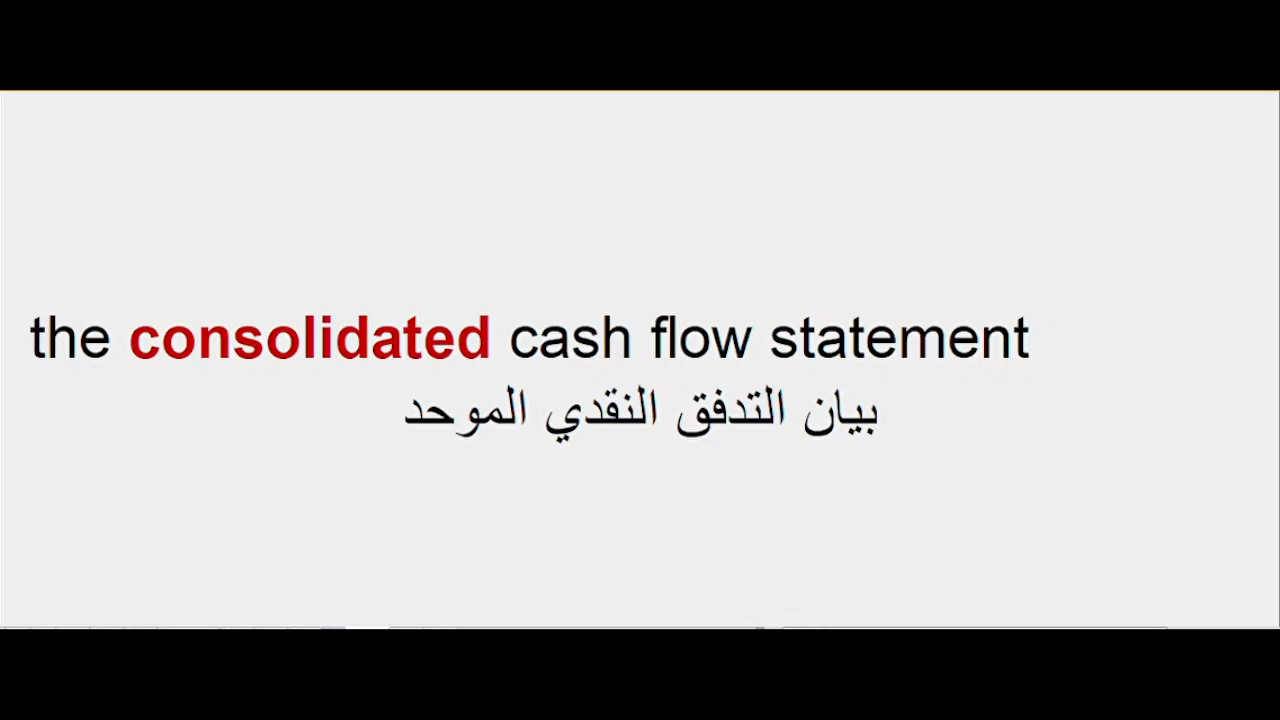 the consolidated cash flow statement
بيان التدفق النقدي الموحد